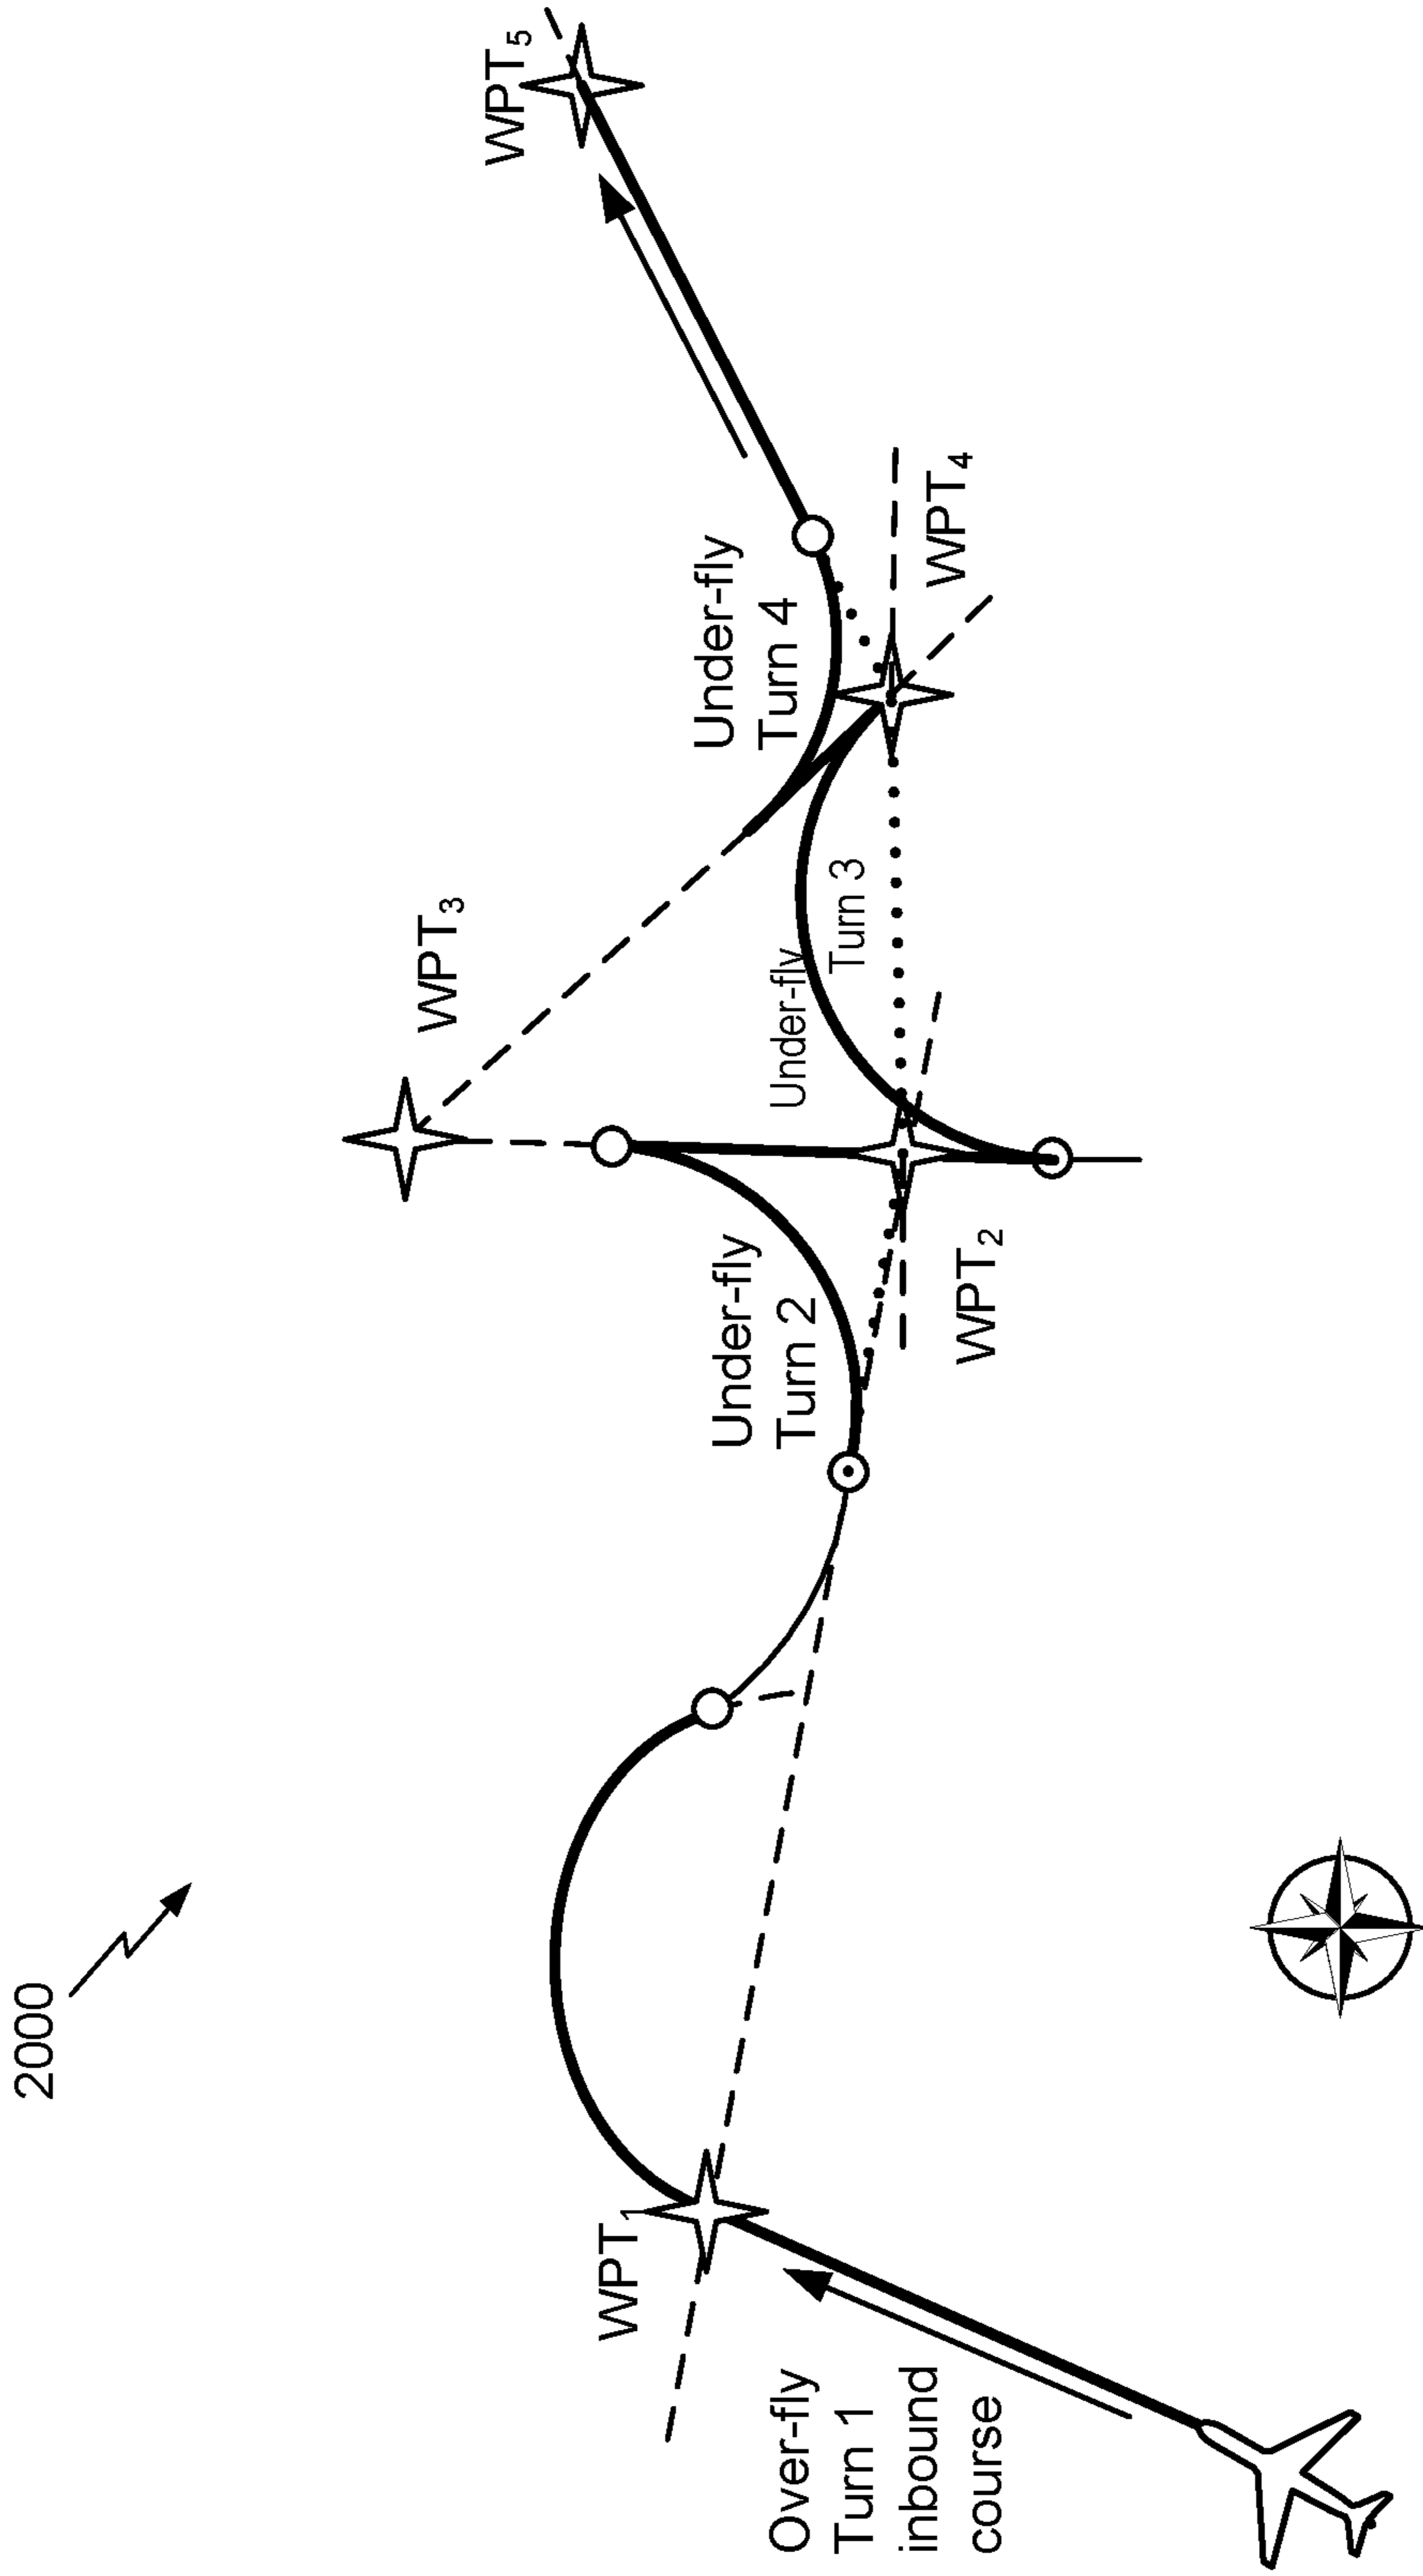 2000
WPT1
Over-fly
Turn 1
inbound
course
Under-fly
Turn 2
WPT2
WPT3
Under-fly
Turn 3
Under-fly
Turn 4
WPT4
WPT5